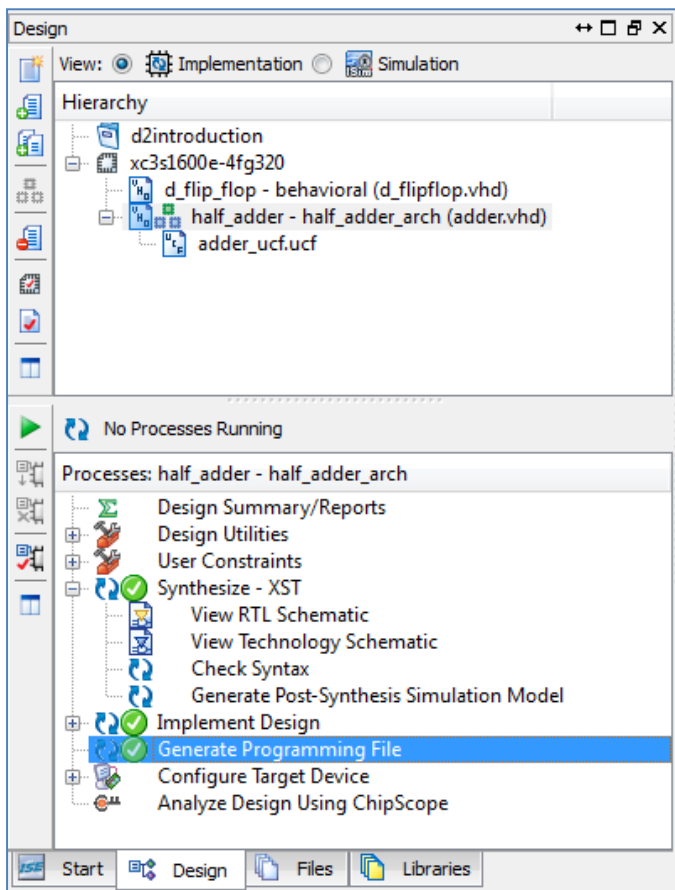 Design
View: Implementation Simulation
Hierarchy
d2introduction
xc3s1600e-4fg320
d_flip_flop - behavioral (d_flipflop.vhd)
half_adder - half_adder_arch (adder.vhd)
adder_ucf.ucf
No Processes Running
Processes: half_adder - half_adder_arch
Design Summary/Reports
Design Utilities
User Constraints
Synthesize - XST
View RTL Schematic
View Technology Schematic
Check Syntax
Generate Post-Synthesis Simulation Model
Implement Design
Generate Programming File
Configure Target Device
Analyze Design Using ChipScope
ISE Start Design Files Libraries